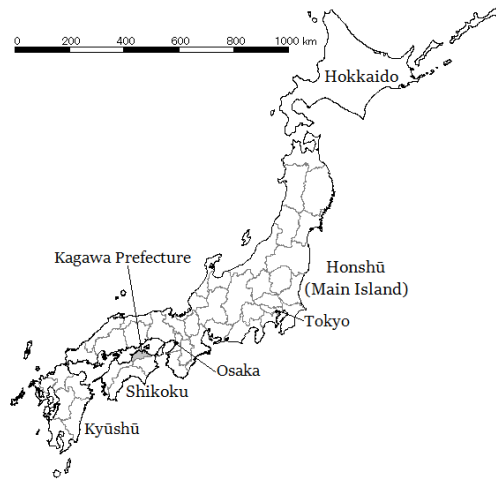 0 200 400 600 800 1000 km
Hokkaido
Kagawa Prefecture
Honshū
(Main Island)
Tokyo
Osaka
Shikoku
Kyūshū